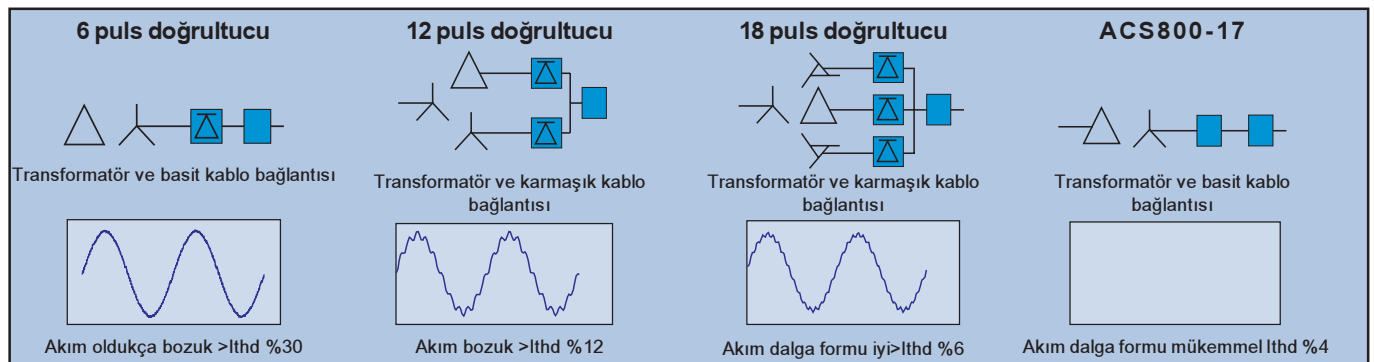 6 puls doğrultucu
Transformatör ve basit kablo bağlantısı
Akım oldukça bozuk >Ithd %30
12 puls doğrultucu
Transformatör ve karmaşık kablo
bağlantısı
Akım bozuk >Ithd %12
18 puls doğrultucu
Transformatör ve karmaşık kablo
bağlantısı
Akım dalga formu iyi>Ithd %6
ACS800-17
Transformatör ve basit kablo
bağlantısı
Akım dalga formu mükemmel Ithd %4